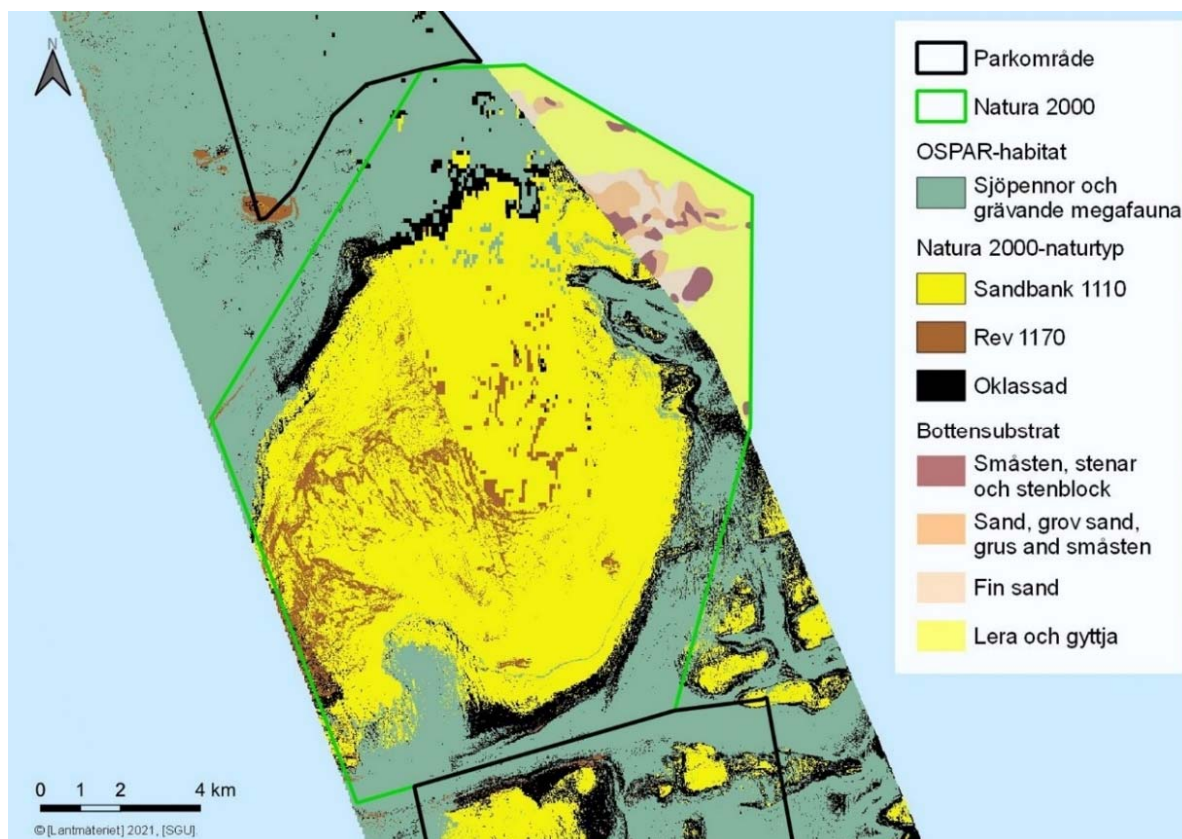 N
Parkområde
Natura 2000
OSPAR-habitat
Sjöpennor och
grävande megafauna
Natura 2000-naturtyp
Sandbank 1110
Rev 1170
Oklassad
Bottensubstrat
Småsten, stenar
och stenblock
Sand, grov sand,
grus and småsten
Fin sand
Lera och gyttja
0 1 2 4 km
© [Lantmäteriet] 2021, [SGU].